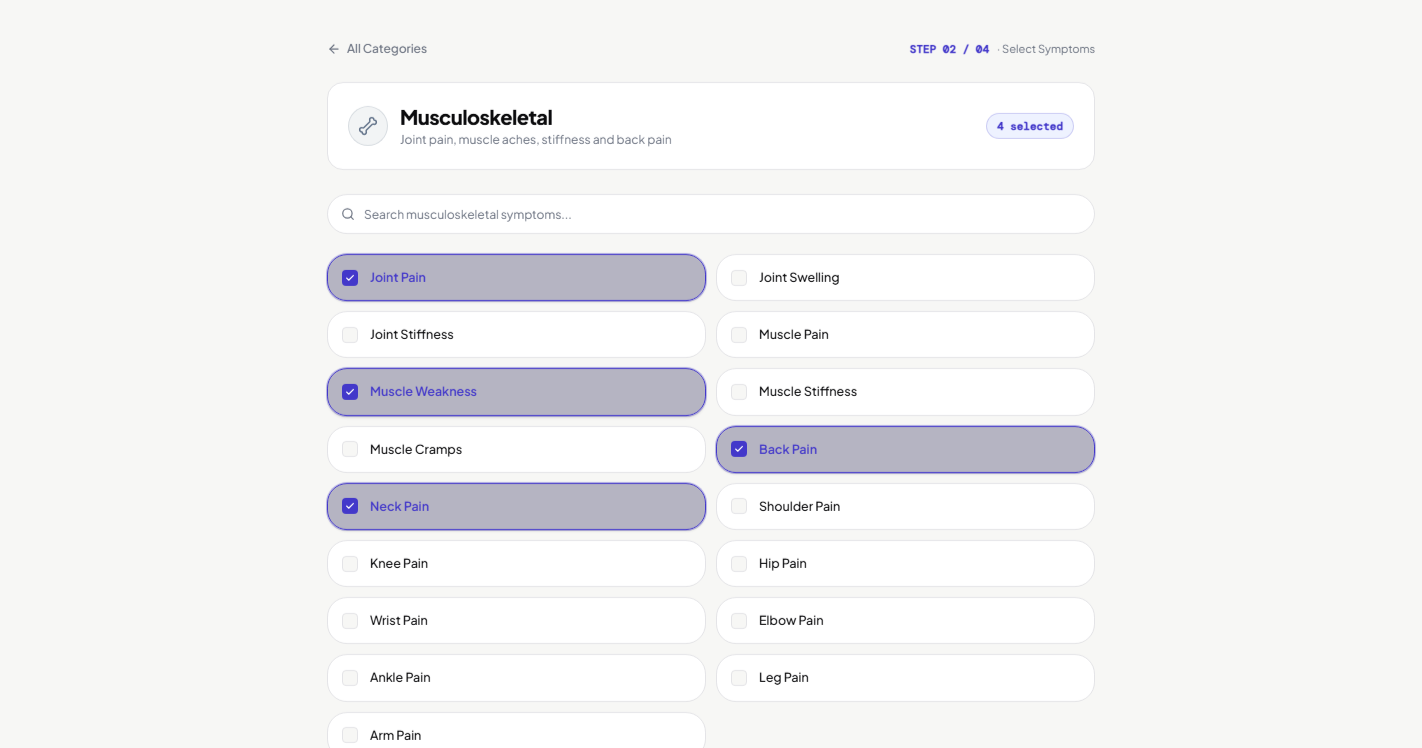 All Categories
STEP 02 / 04 · Select Symptoms
Musculoskeletal
Joint pain, muscle aches, stiffness and back pain
4 selected
Search musculoskeletal symptoms...
Joint Pain
Joint Swelling
Joint Stiffness
Muscle Pain
Muscle Weakness
Muscle Stiffness
Muscle Cramps
Back Pain
Neck Pain
Shoulder Pain
Knee Pain
Hip Pain
Wrist Pain
Elbow Pain
Ankle Pain
Leg Pain
Arm Pain